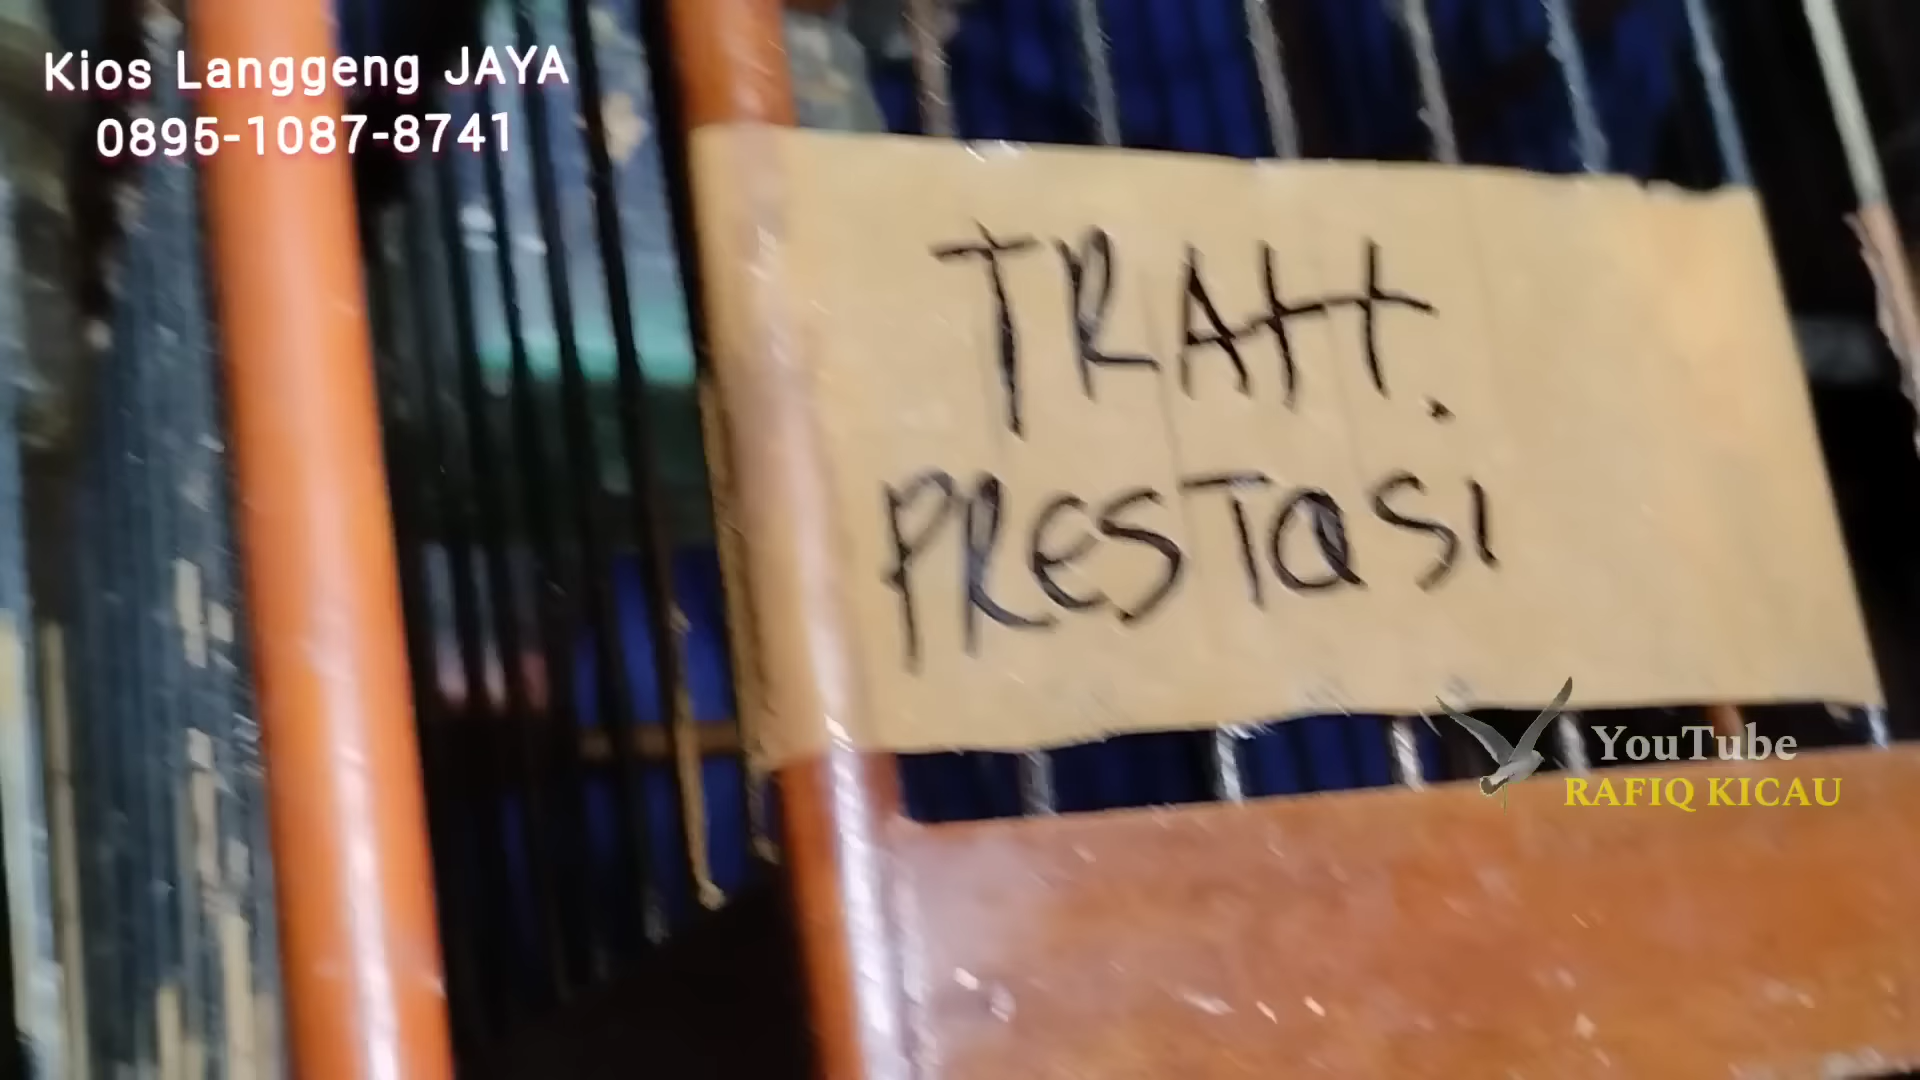 Kios Langgeng JAYA
0895-1087-8741
TRAH.
PRESTASI
YouTube
RAFIQ KICAU